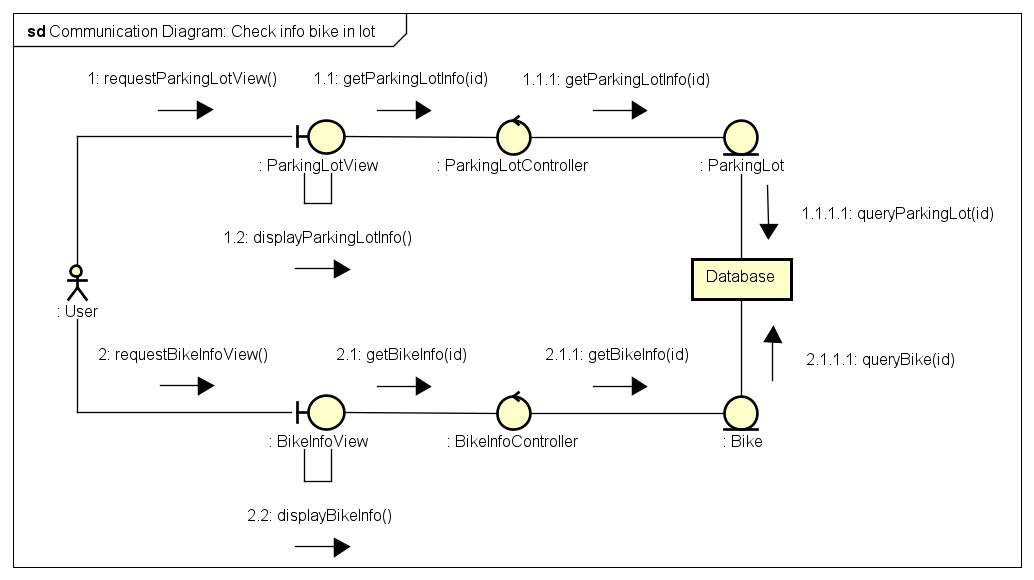 sd Communication Diagram: Check info bike in lot
1: requestParkingLotView()
1.1: getParkingLotInfo(id)
1.1.1: getParkingLotInfo(id)
: ParkingLotView
: ParkingLotController
: ParkingLot
1.1.1.1: queryParkingLot(id)
1.2: displayParkingLotInfo()
Database
: User
2: requestBikeInfoView()
2.1: getBikeInfo(id)
2.1.1: getBikeInfo(id)
2.1.1.1: queryBike(id)
: BikeInfoView
: BikeInfoController
: Bike
2.2: displayBikeInfo()